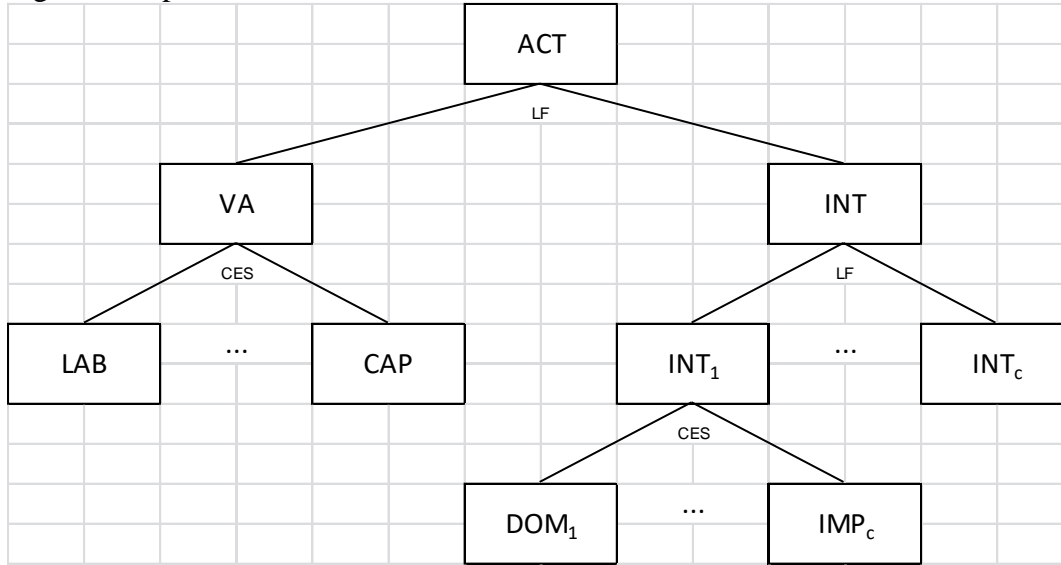 ACT
LF
VA INT
CES LF
LAB ... CAP INT₁ ... INTc
CES
DOM₁ ... IMPc